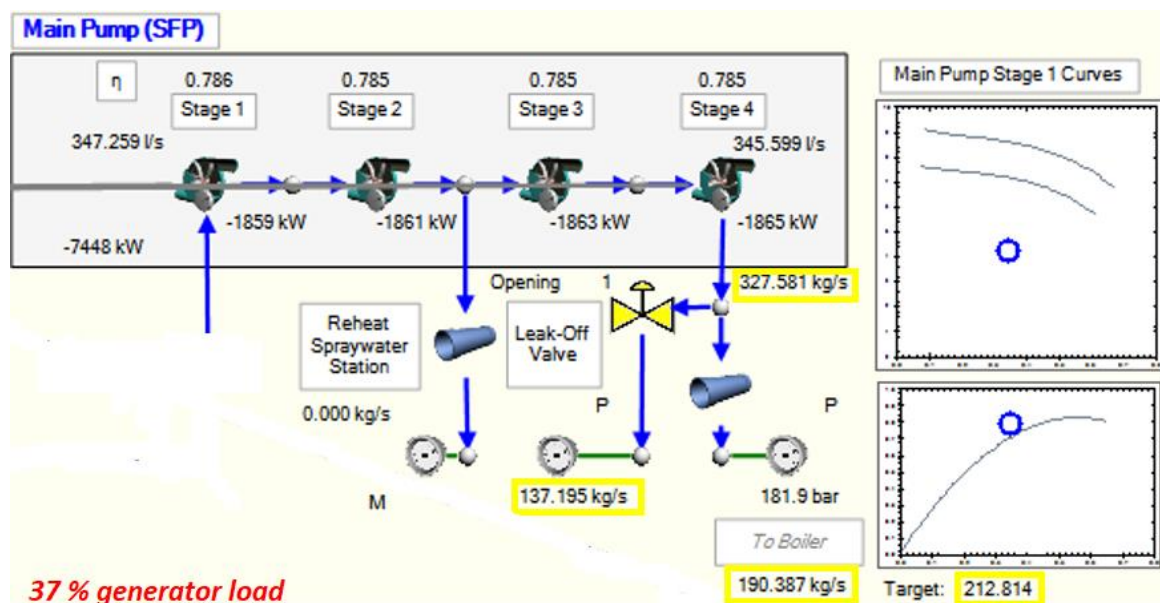 Main Pump (SFP)
η
0.786
0.785
0.785
0.785
Stage 1
Stage 2
Stage 3
Stage 4
347.259 l/s
345.599 l/s
-1859 kW
-1861 kW
-1863 kW
-1865 kW
-7448 kW
Opening
1
327.581 kg/s
Reheat
Spraywater
Station
Leak-Off
Valve
0.000 kg/s
P
P
M
137.195 kg/s
181.9 bar
To Boiler
190.387 kg/s
37 % generator load
Main Pump Stage 1 Curves
Target: 212.814